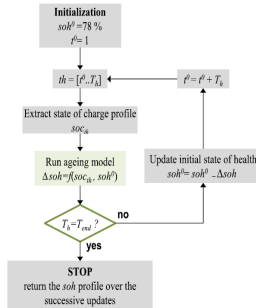 Initialization
soh⁰ =78 %
t⁰= 1
th = [t⁰..Tₕ]
t⁰ = t⁰ + Tₕ
Extract state of charge profile
socₜₕ
Run ageing model
Δsoh=f(socₜₕ, soh⁰)
Update initial state of health
soh⁰= soh⁰ - Δsoh
Tₕ=Tₑₙd ?
no
yes
STOP
return the soh profile over the
successive updates